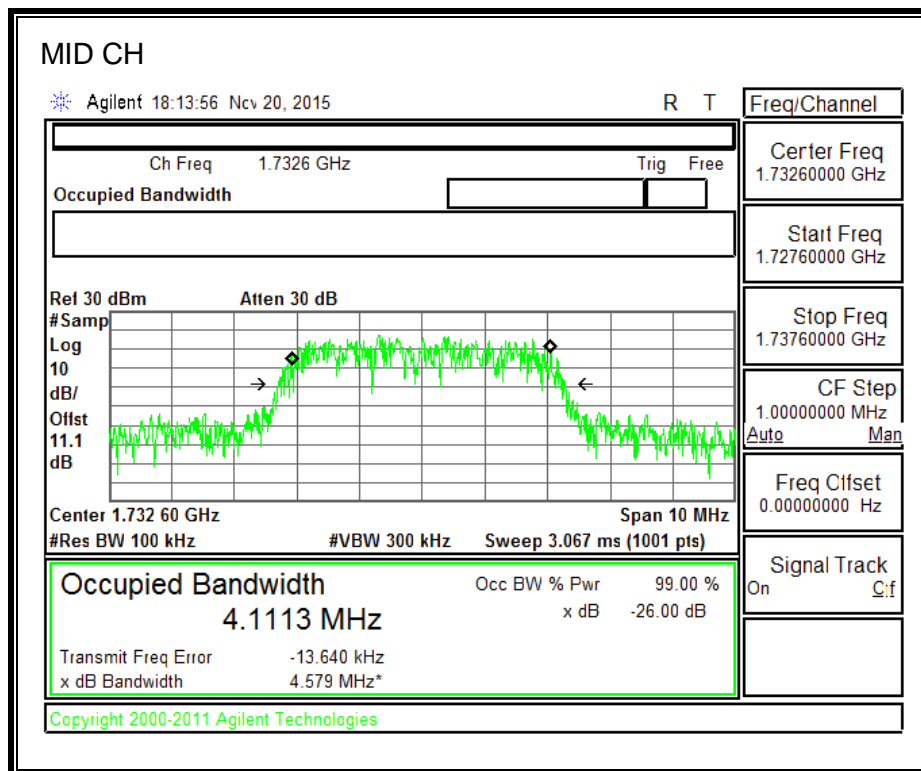 MID CH
Agilent 18:13:56 Nov 20, 2015 R T
Freq/Channel
Ch Freq 1.7326 GHz Trig Free
Occupied Bandwidth
Center Freq
1.73260000 GHz
Start Freq
1.72760000 GHz
Stop Freq
1.73760000 GHz
CF Step
1.00000000 MHz
Auto Man
Freq Offset
0.00000000 Hz
Signal Track
On Off
Ref 30 dBm Atten 30 dB
#Samp
Log
10
dB/
Offst
11.1
dB
Center 1.732 60 GHz Span 10 MHz
#Res BW 100 kHz #VBW 300 kHz Sweep 3.067 ms (1001 pts)
Occupied Bandwidth Occ BW % Pwr 99.00 %
4.1113 MHz x dB -26.00 dB
Transmit Freq Error -13.640 kHz
x dB Bandwidth 4.579 MHz*
Copyright 2000-2011 Agilent Technologies